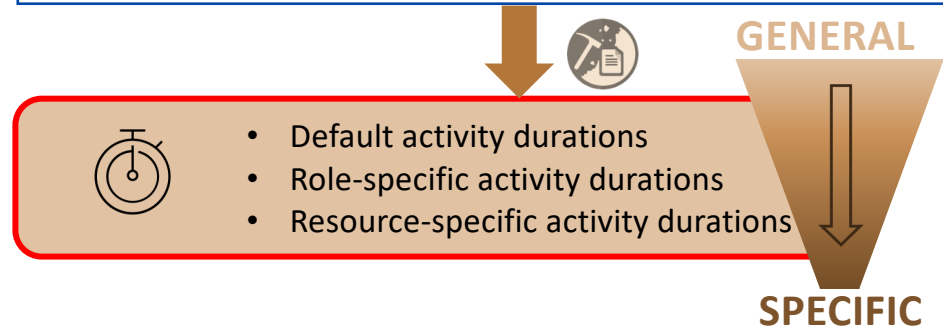 GENERAL
• Default activity durations
• Role-specific activity durations
• Resource-specific activity durations
SPECIFIC